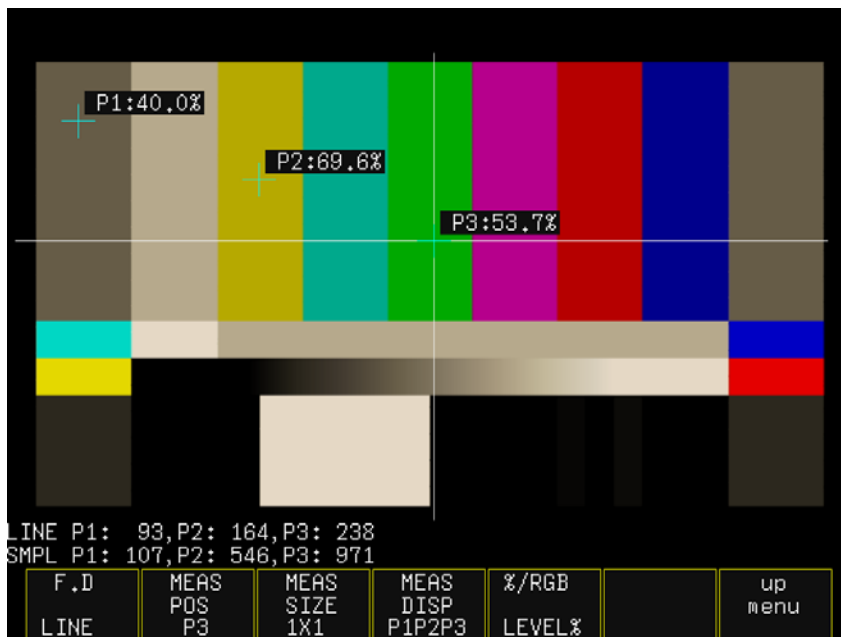 P1:40.0%
P2:69.6%
P3:53.7%
LINE P1:  93,P2: 164,P3: 238
SMPL P1: 107,P2: 546,P3: 971
F.D
LINE
MEAS
POS
P3
MEAS
SIZE
1X1
MEAS
DISP
P1P2P3
%/RGB
LEVEL%
up
menu